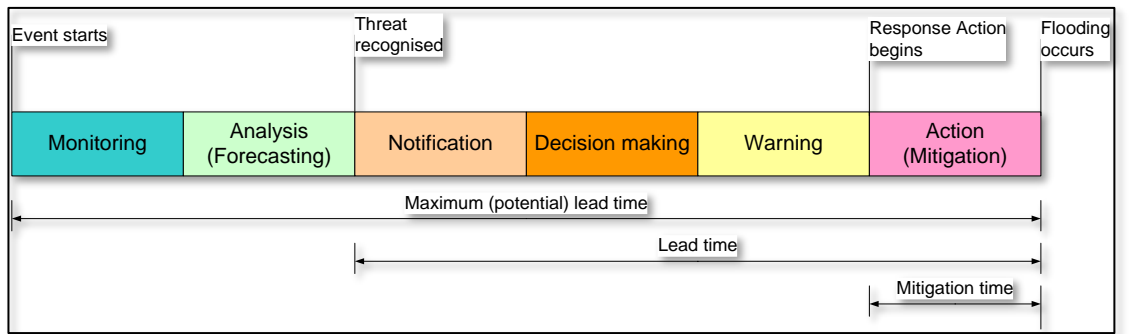 Event starts
Threat
recognised
Response Action
begins
Flooding
occurs
Monitoring
Analysis
(Forecasting)
Notification
Decision making
Warning
Action
(Mitigation)
Maximum (potential) lead time
Lead time
Mitigation time